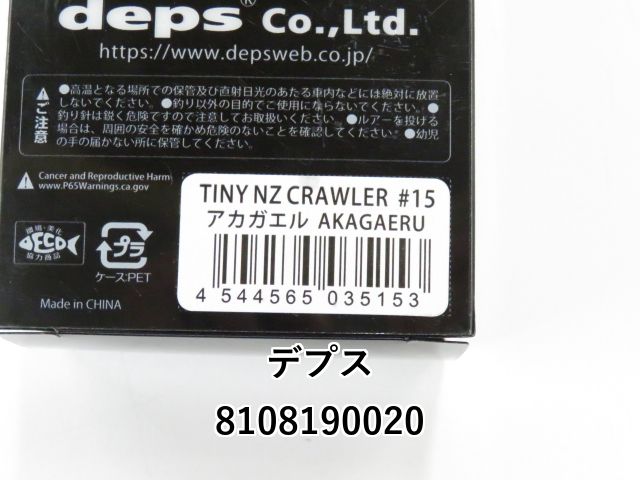 deps® Co.,Ltd.
https://www.depsweb.co.jp/
ご注意
●高温となる場所での保管及び直射日光のあたる車内などには絶対に放置
しないでください。●釣り以外の目的でご使用にならないでください。●
釣り針は鋭く危険ですので注意してお取扱いください。●ルアーを投げる
場合は、周囲の安全を確かめ危険のないことを確認してください。●幼児
の手の届かない所に保管してください。
Cancer and Reproductive Harm
www.P65Warnings.ca.gov
TINY NZ CRAWLER #15
アカガエル AKAGAERU
4 544565 035153
環境・美化
ECO
協力商品
プラ
ケース:PET
Made in CHINA
デプス
8108190020